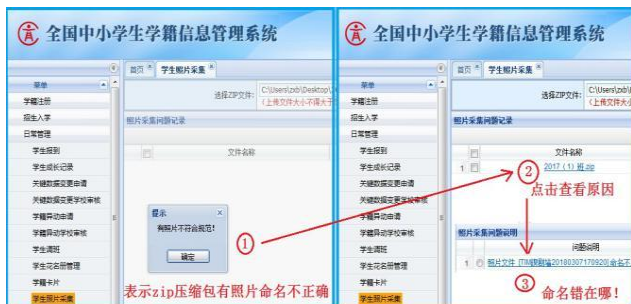 全国中小学生学籍信息管理系统
首页 学生照片采集
菜单
选择ZIP文件: C:\Users\zxb\Desktop\
(上传文件大小不得大于
学籍注册
招生入学
照片采集问题记录
日常管理
文件名称
学生报到
学生成长记录
关键数据变更申请
关键数据变更学校审核
学籍异动申请
学籍异动学校审核
学生调班
学生花名册管理
学籍卡片
学生照片采集
提示
有照片不符合规范!
确定
①
表示zip压缩包有照片命名不正确
全国中小学生学籍信息管理系统
首页 学生照片采集
菜单
选择ZIP文件: C:\Users\
(上传文件
学籍注册
招生入学
照片采集问题记录
日常管理
文件名称
学生报到
1 2017（1）班.zip
学生成长记录
②
点击查看原因
关键数据变更申请
关键数据变更学校审核
学籍异动申请
学籍异动学校审核
照片采集问题说明
学生调班
问题说明
学生花名册管理
1 照片文件
20180307170920]命名不
学籍卡片
③
命名错在哪！
学生照片采集